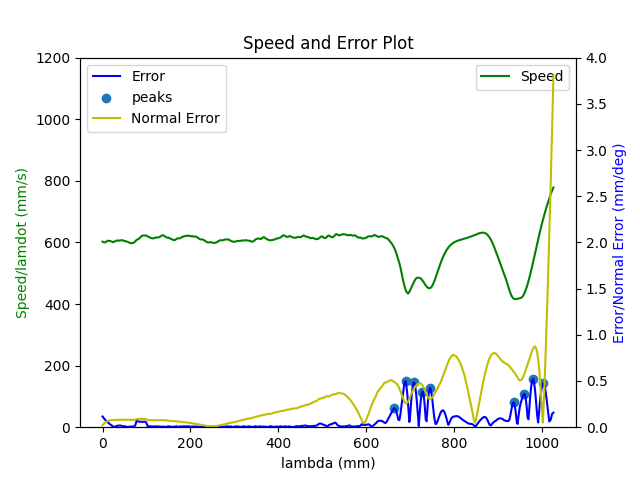 Speed and Error Plot
Error
peaks
Normal Error
Speed
1200
1000
800
600
400
200
0
4.0
3.5
3.0
2.5
2.0
1.5
1.0
0.5
0.0
Speed/lamdot (mm/s)
Error/Normal Error (mm/deg)
0 200 400 600 800 1000
lambda (mm)